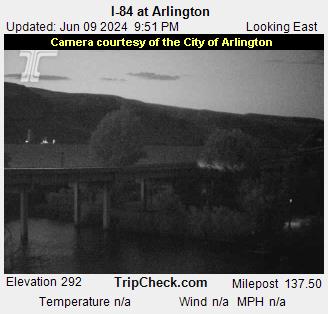 I-84 at Arlington
Updated: Jun 09 2024 9:51 PM Looking East
Camera courtesy of the City of Arlington
Elevation 292 TripCheck.com Milepost 137.50
Temperature n/a Wind n/a MPH n/a